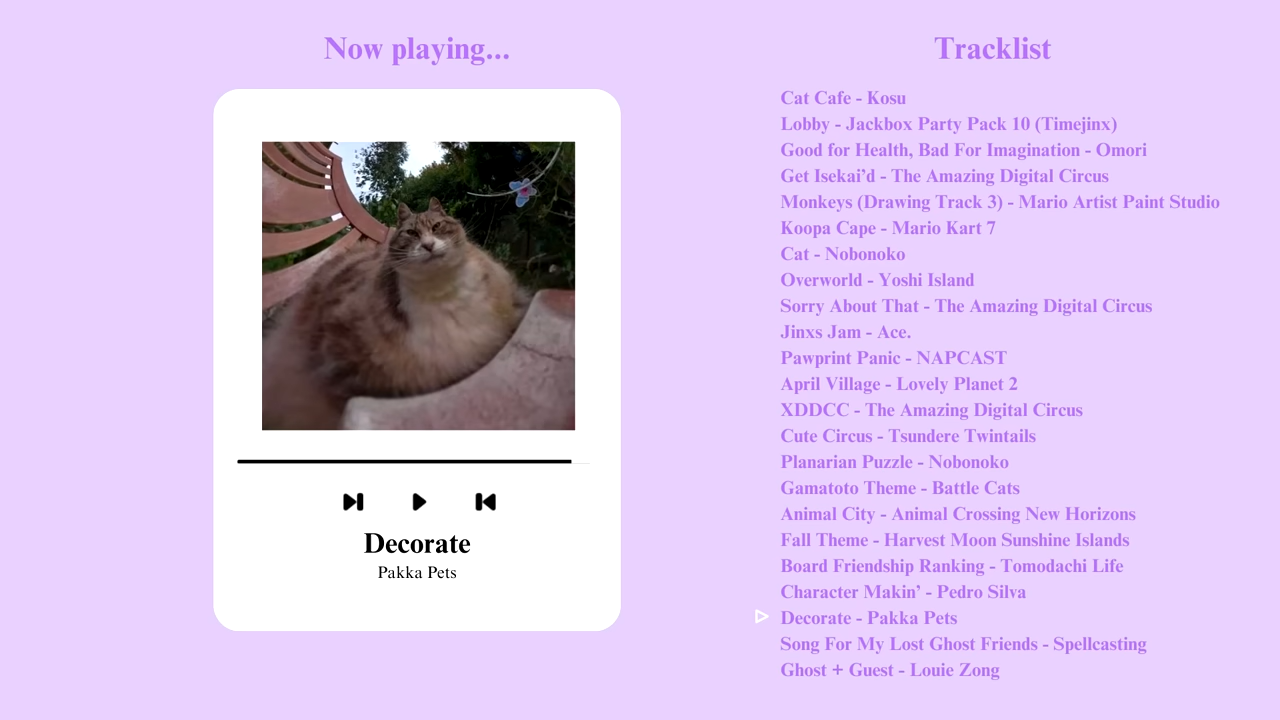 Now playing...
Decorate
Pakka Pets
Tracklist
Cat Cafe - Kosu
Lobby - Jackbox Party Pack 10 (Timejinx)
Good for Health, Bad For Imagination - Omori
Get Isekai’d - The Amazing Digital Circus
Monkeys (Drawing Track 3) - Mario Artist Paint Studio
Koopa Cape - Mario Kart 7
Cat - Nobonoko
Overworld - Yoshi Island
Sorry About That - The Amazing Digital Circus
Jinxs Jam - Ace.
Pawprint Panic - NAPCAST
April Village - Lovely Planet 2
XDDCC - The Amazing Digital Circus
Cute Circus - Tsundere Twintails
Planarian Puzzle - Nobonoko
Gamatoto Theme - Battle Cats
Animal City - Animal Crossing New Horizons
Fall Theme - Harvest Moon Sunshine Islands
Board Friendship Ranking - Tomodachi Life
Character Makin’ - Pedro Silva
Decorate - Pakka Pets
Song For My Lost Ghost Friends - Spellcasting
Ghost + Guest - Louie Zong